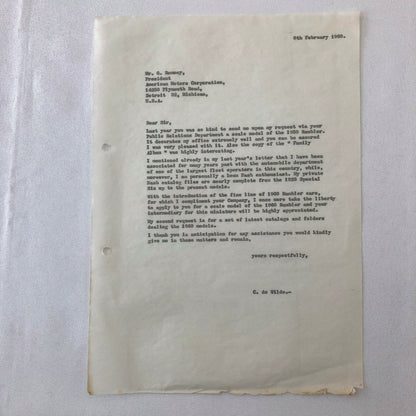 8th February 1960.
Mr. G. Romney,
President
American Motors Corporation,
14250 Plymouth Road,
Detroit 32, Michigan,
U.S.A.
Dear Sir,
Last year you was so kind to send me upon my request via your
Public Relations Department a scale model of the 1959 Rambler.
It decorates my office extremely well and you can be assured
I was very pleased with it. Also the copy of the " Family
Album " was highly interesting.
I mentioned already in my last year's letter that I have been
associated for many years past with the automobile department
of one of the largest fleet operators in this country, while,
moreover, I am personally a keen Nash enthusiast. My private
Nash catalog files are nearly complete from the 1928 Special
Six up to the present models.
With the introduction of the fine line of 1960 Rambler cars,
for which I compliment your Company, I once more take the liberty
to apply to you for a scale model of the 1960 Rambler and your
intermediary for this miniature will be highly appreciated.
My second request is for a set of latest catalogs and folders
dealing the 1960 models.
I thank you in anticipation for any assistance you would kindly
give me in these matters and remain,
yours respectfully,
C. de Wilde.-